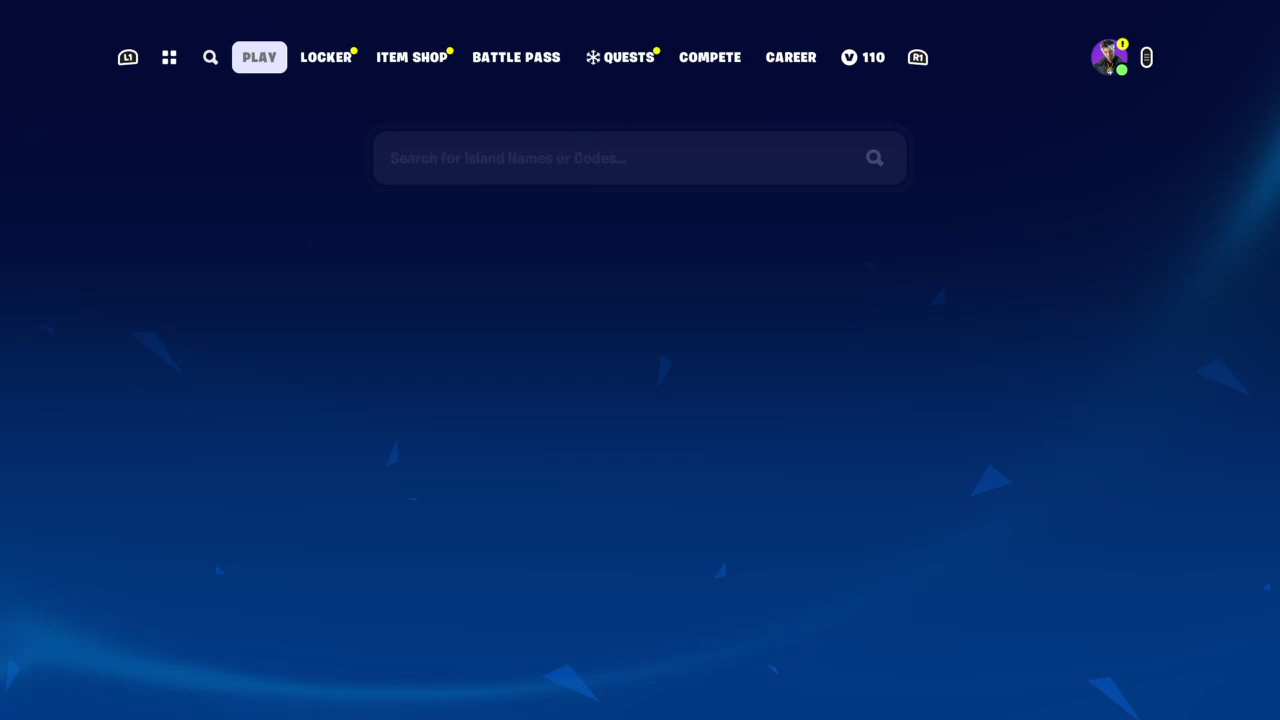 L1 PLAY LOCKER ITEM SHOP BATTLE PASS QUESTS COMPETE CAREER V 110 R1
Search for Island Names or Codes...